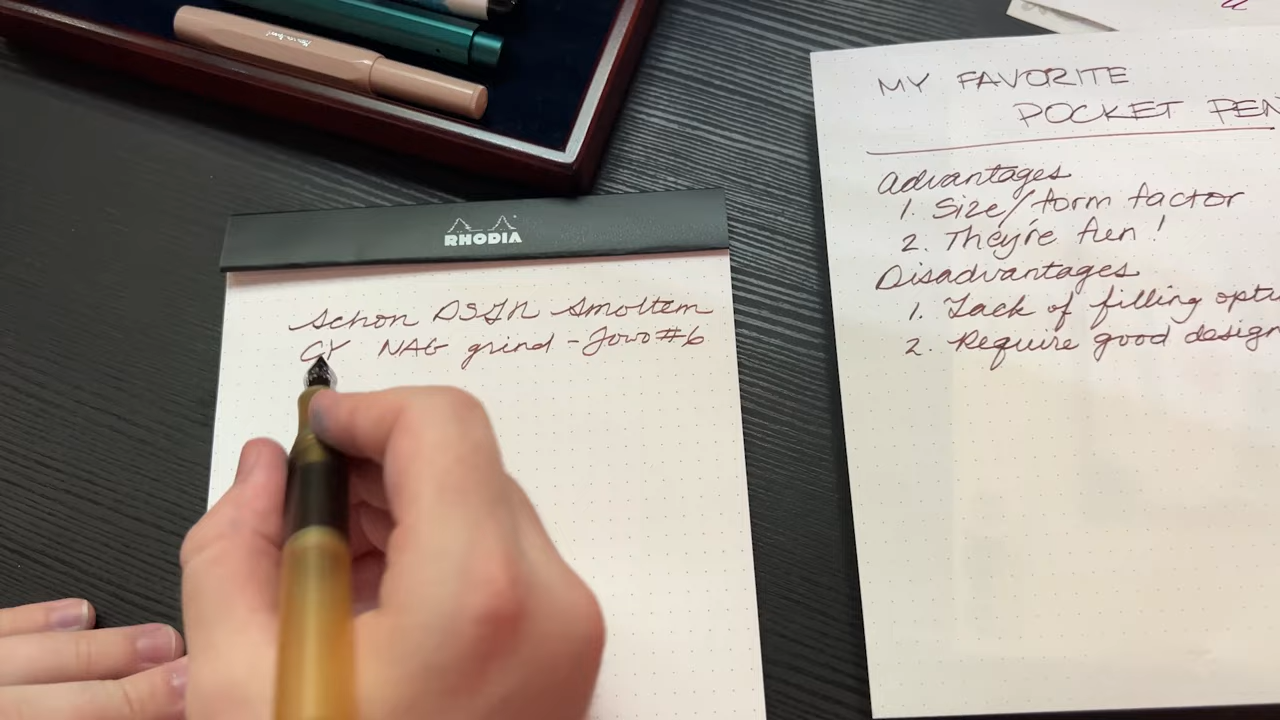 RHODIA
Schon DSGN Smoltem
CY NAG grind - Jowo #6
MY FAVORITE
POCKET PEN
Advantages
1. Size/form factor
2. They're fun!
Disadvantages
1. Lack of filling
2. Require good design